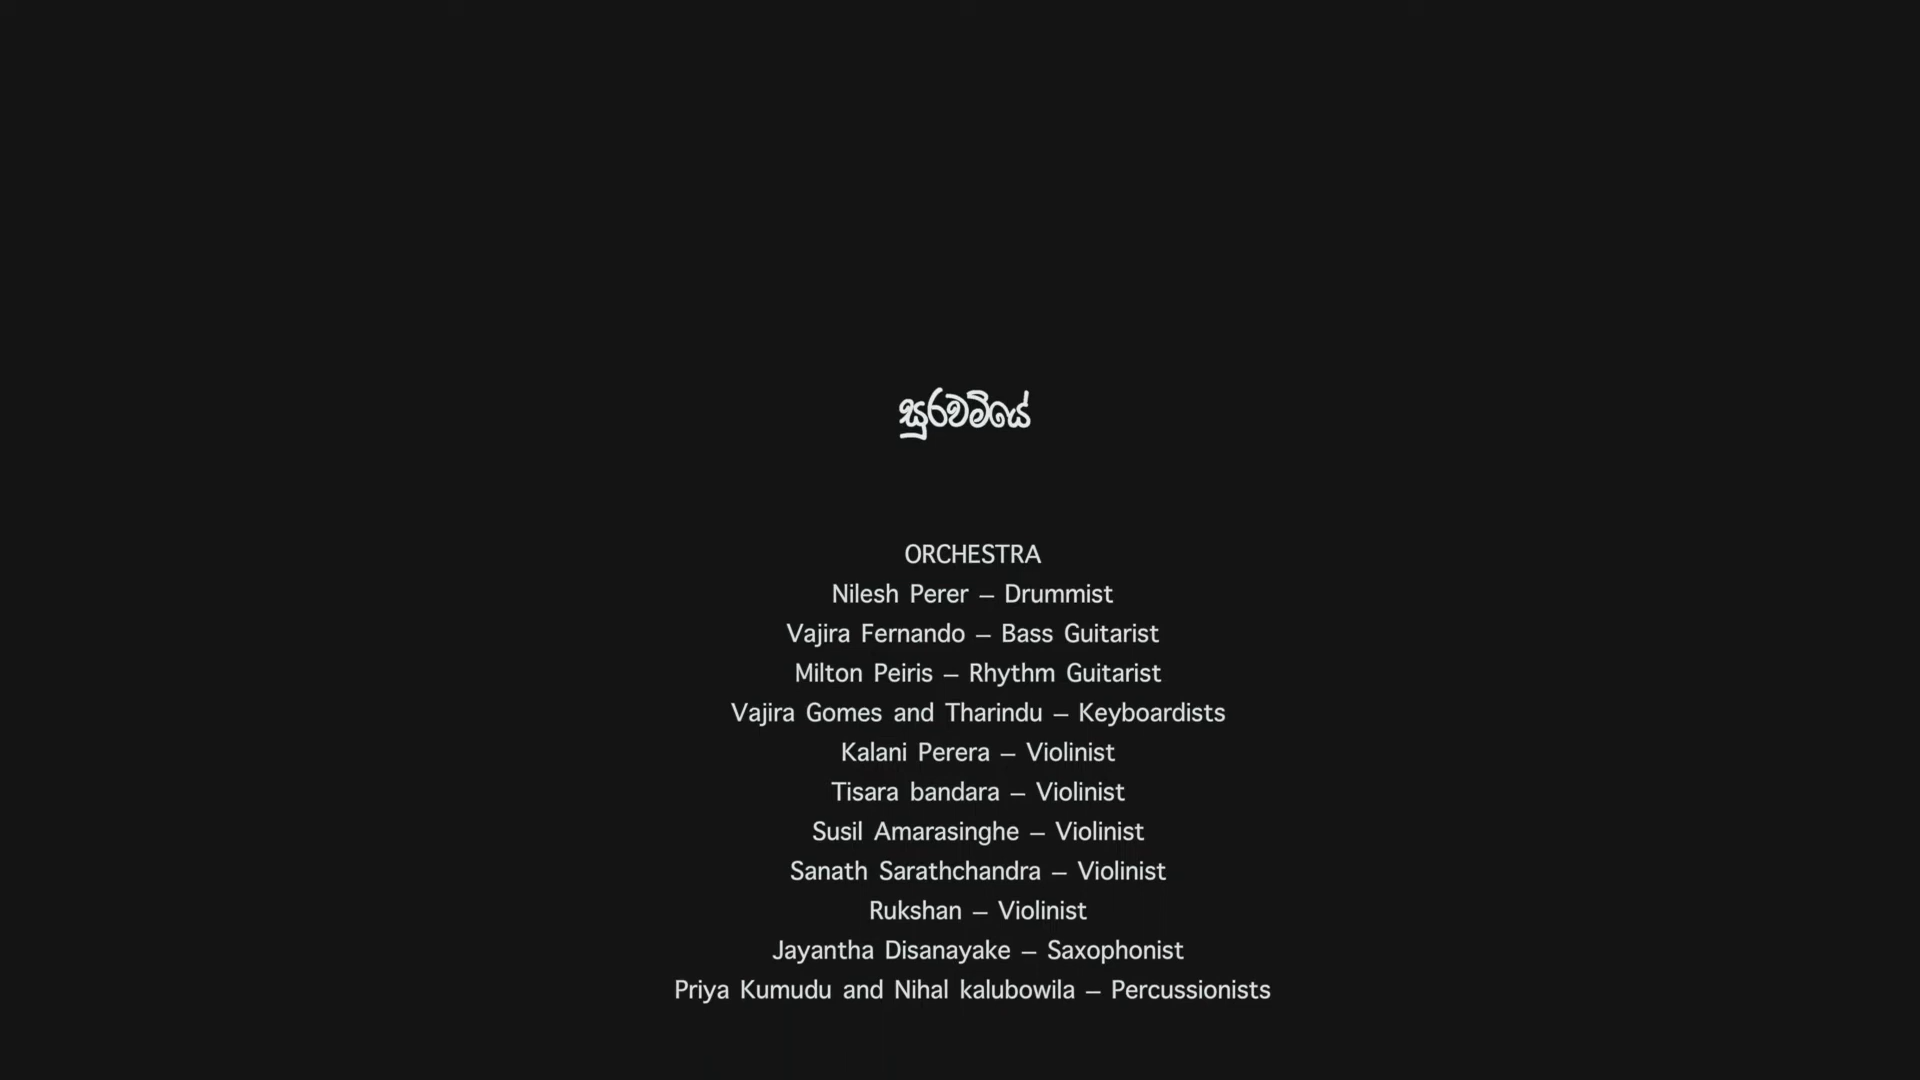 සුරවමියේ
ORCHESTRA
Nilesh Perer – Drummist
Vajira Fernando – Bass Guitarist
Milton Peiris – Rhythm Guitarist
Vajira Gomes and Tharindu – Keyboardists
Kalani Perera – Violinist
Tisara bandara – Violinist
Susil Amarasinghe – Violinist
Sanath Sarathchandra – Violinist
Rukshan – Violinist
Jayantha Disanayake – Saxophonist
Priya Kumudu and Nihal kalubowila – Percussionists